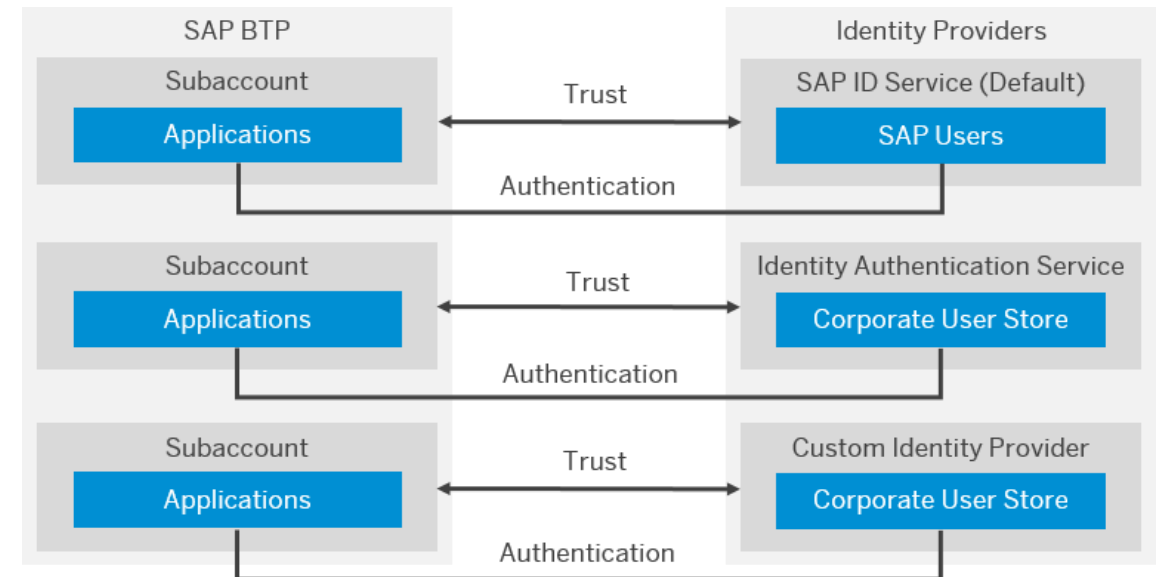 SAP BTP
Identity Providers
Subaccount
Applications
Trust
SAP ID Service (Default)
SAP Users
Authentication
Subaccount
Applications
Trust
Identity Authentication Service
Corporate User Store
Authentication
Subaccount
Applications
Trust
Custom Identity Provider
Corporate User Store
Authentication